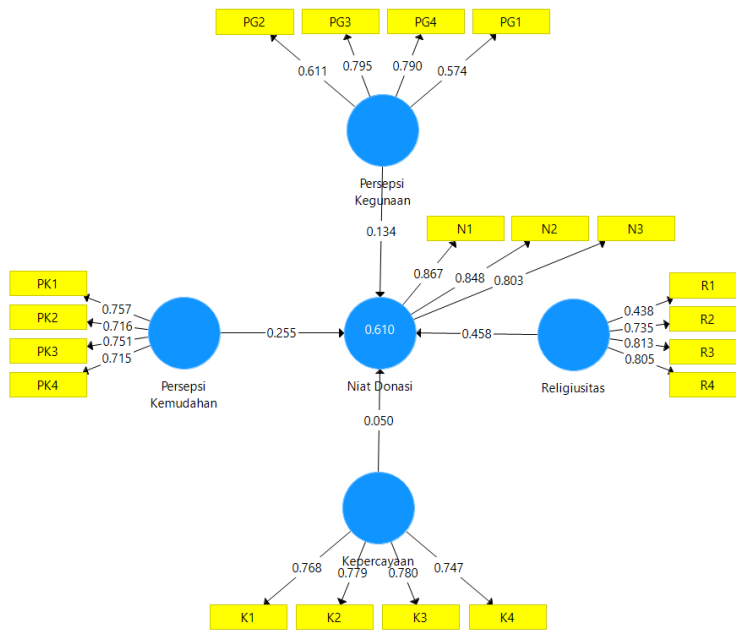 PG2 PG3 PG4 PG1
0.611 0.795 0.790 0.574
Persepsi
Kegunaan
0.134
N1 N2 N3
0.867 0.848 0.803
PK1
PK2
PK3
PK4
0.757
0.716
0.751
0.715
Persepsi
Kemudahan
0.255
0.610
Niat Donasi
0.458
Religiusitas
R1
R2
R3
R4
0.438
0.735
0.813
0.805
0.050
Kepercayaan
0.768 0.779 0.780 0.747
K1 K2 K3 K4